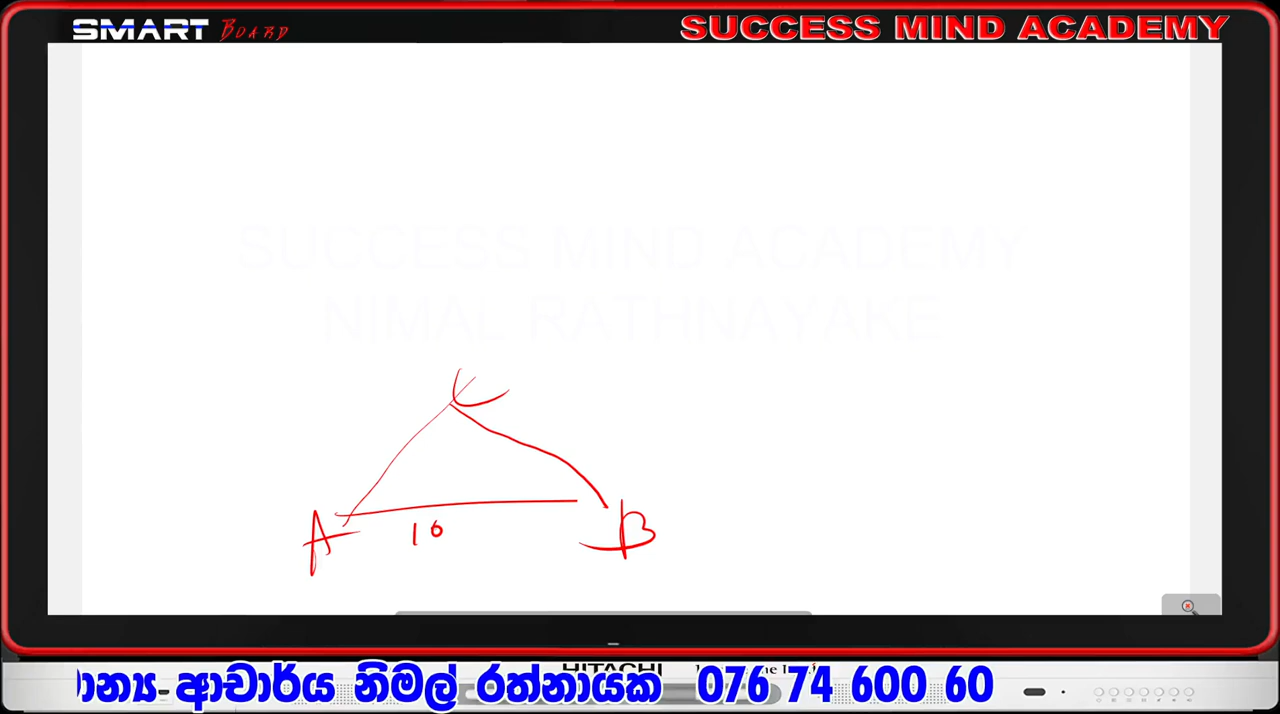 SMART BOARD
SUCCESS MIND ACADEMY
SUCCESS MIND ACADEMY
NIMAL RATHNAYAKE
C
A
10
B
HITACHI
ආචාර්ය නිමල් රත්නායක 076 74 600 60